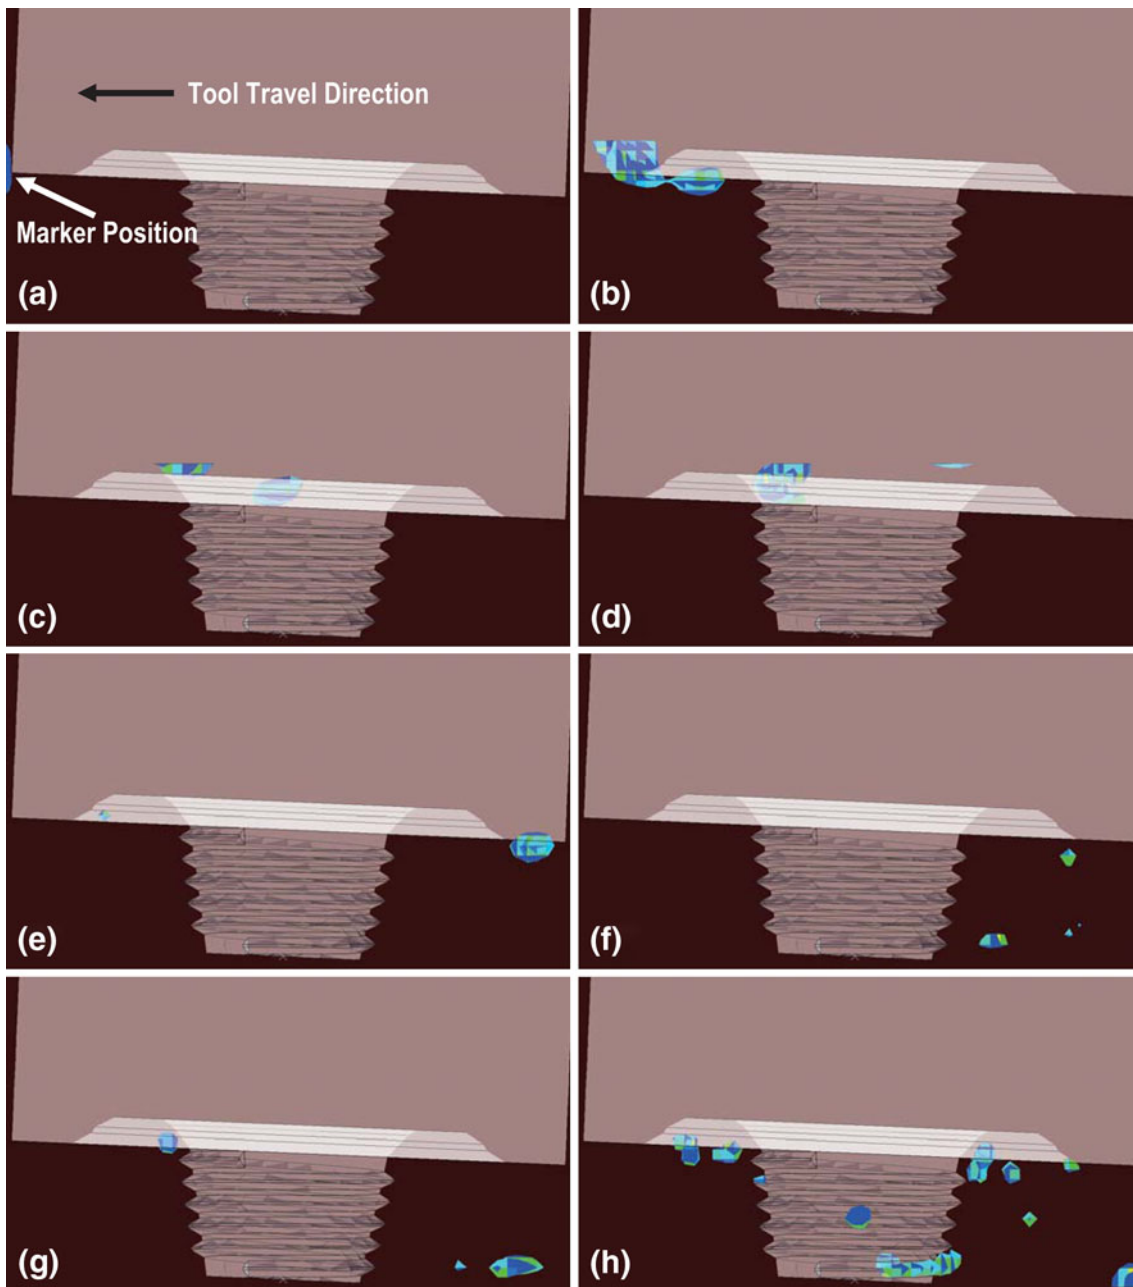 Tool Travel Direction
Marker Position
(a)
(b)
(c)
(d)
(e)
(f)
(g)
(h)